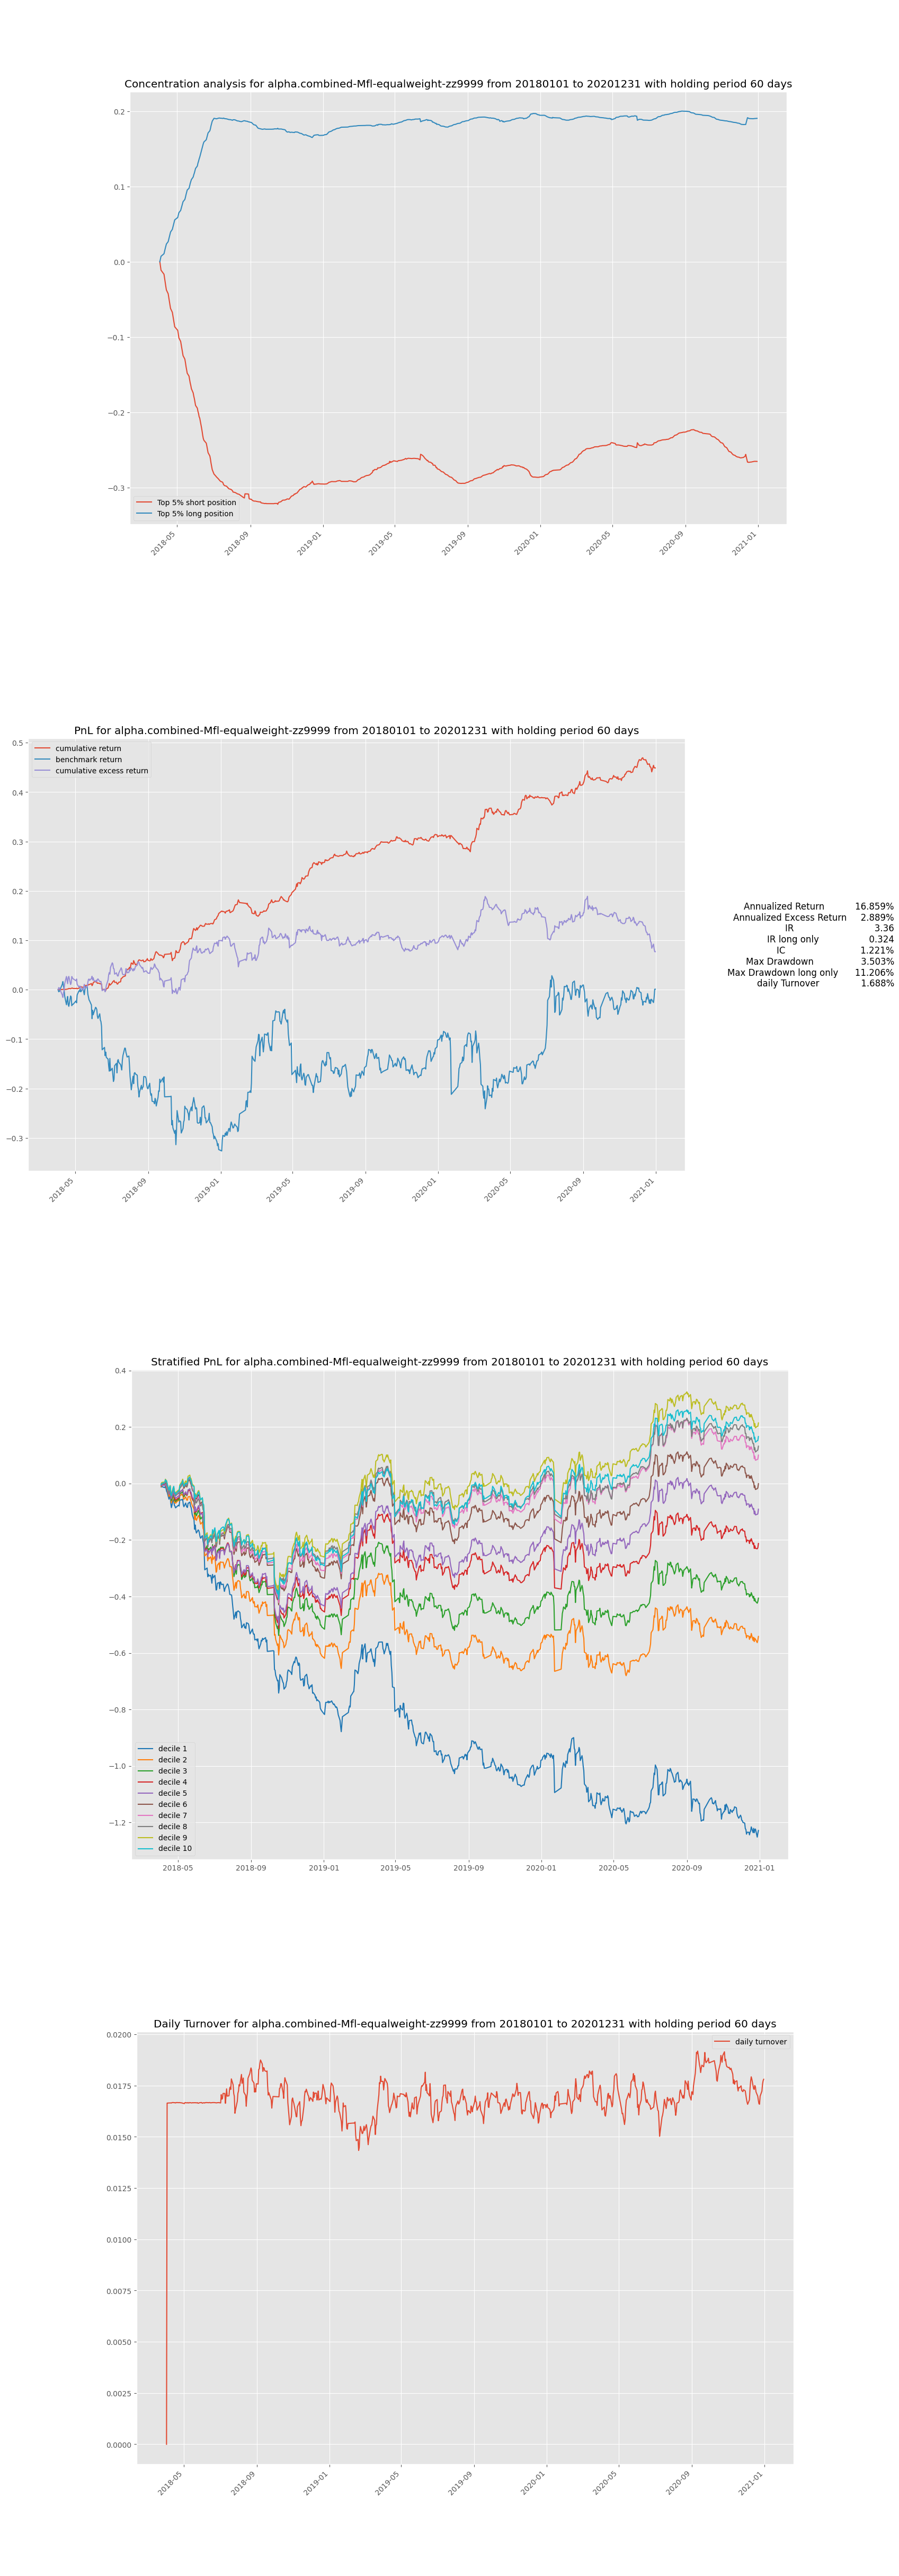 Concentration analysis for alpha.combined-Mfl-equalweight-zz9999 from 20180101 to 20201231 with holding period 60 days
0.2
0.1
0.0
−0.1
−0.2
−0.3
Top 5% short position
Top 5% long position
2018-05
2018-09
2019-01
2019-05
2019-09
2020-01
2020-05
2020-09
2021-01
PnL for alpha.combined-Mfl-equalweight-zz9999 from 20180101 to 20201231 with holding period 60 days
0.5
0.4
0.3
0.2
0.1
0.0
−0.1
−0.2
−0.3
cumulative return
benchmark return
cumulative excess return
2018-05
2018-09
2019-01
2019-05
2019-09
2020-01
2020-05
2020-09
2021-01
Annualized Return 16.859%
Annualized Excess Return 2.889%
IR 3.36
IR long only 0.324
IC 1.221%
Max Drawdown 3.503%
Max Drawdown long only 11.206%
daily Turnover 1.688%
Stratified PnL for alpha.combined-Mfl-equalweight-zz9999 from 20180101 to 20201231 with holding period 60 days
0.4
0.2
0.0
−0.2
−0.4
−0.6
−0.8
−1.0
−1.2
decile 1
decile 2
decile 3
decile 4
decile 5
decile 6
decile 7
decile 8
decile 9
decile 10
2018-05
2018-09
2019-01
2019-05
2019-09
2020-01
2020-05
2020-09
2021-01
Daily Turnover for alpha.combined-Mfl-equalweight-zz9999 from 20180101 to 20201231 with holding period 60 days
0.0200
0.0175
0.0150
0.0125
0.0100
0.0075
0.0050
0.0025
0.0000
daily turnover
2018-05
2018-09
2019-01
2019-05
2019-09
2020-01
2020-05
2020-09
2021-01